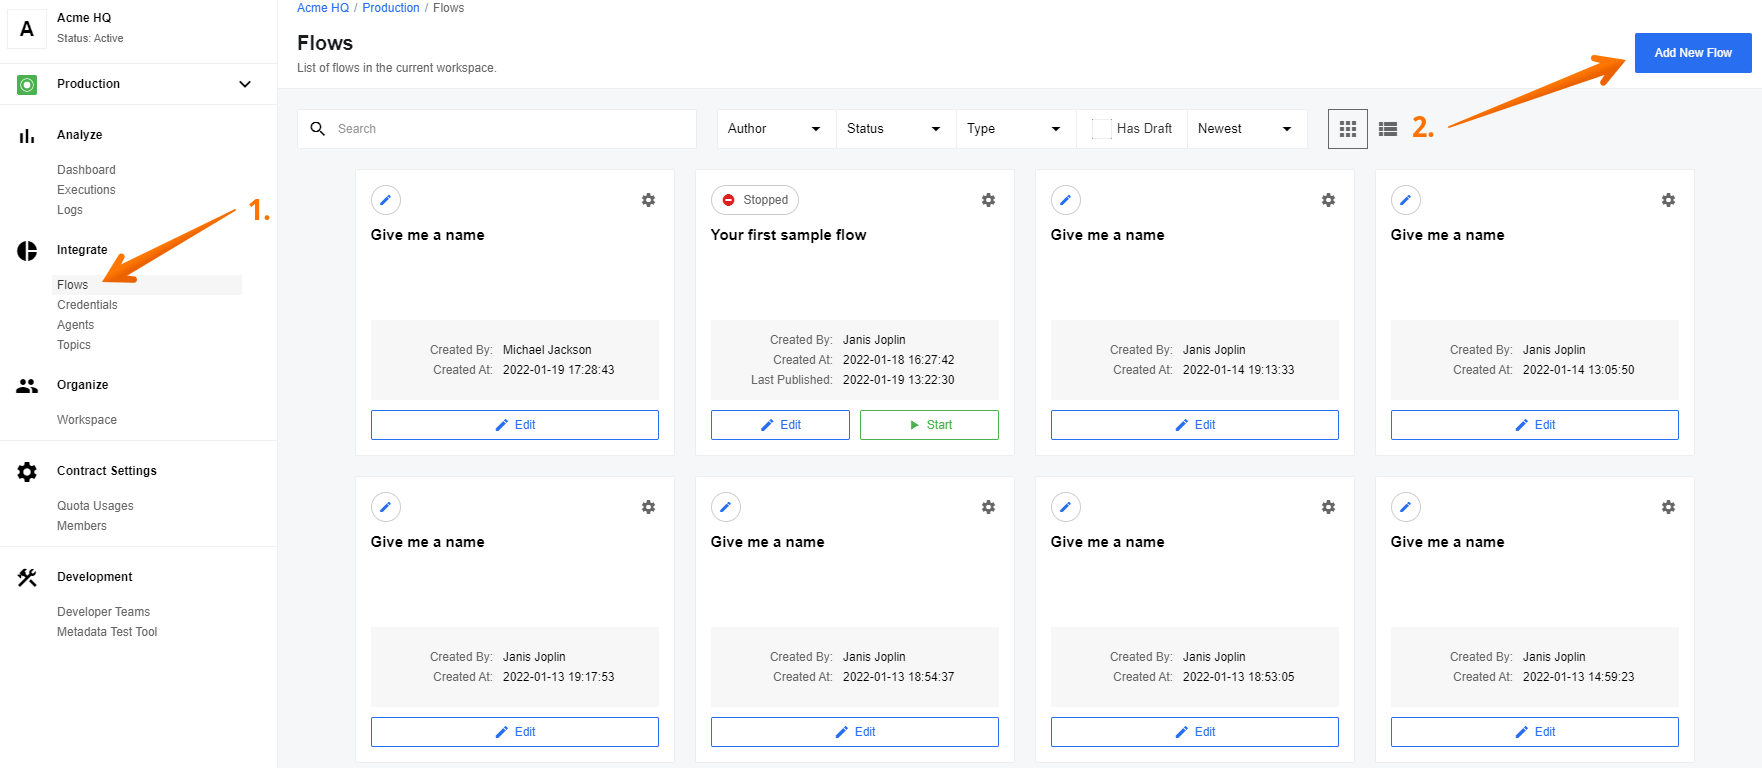 A
Acme HQ
Status: Active
Production
Analyze
Dashboard
Executions
Logs
1.
Integrate
Flows
Credentials
Agents
Topics
Organize
Workspace
Contract Settings
Quota Usages
Members
Development
Developer Teams
Metadata Test Tool
Acme HQ / Production / Flows
Flows
List of flows in the current workspace.
Add New Flow
2.
Search
Author
Status
Type
Has Draft
Newest
Give me a name
Created By: Michael Jackson
Created At: 2022-01-19 17:28:43
Edit
Stopped
Your first sample flow
Created By: Janis Joplin
Created At: 2022-01-18 16:27:42
Last Published: 2022-01-19 13:22:30
Edit
Start
Give me a name
Created By: Janis Joplin
Created At: 2022-01-14 19:13:33
Edit
Give me a name
Created By: Janis Joplin
Created At: 2022-01-14 13:05:50
Edit
Give me a name
Created By: Janis Joplin
Created At: 2022-01-13 19:17:53
Edit
Give me a name
Created By: Janis Joplin
Created At: 2022-01-13 18:54:37
Edit
Give me a name
Created By: Janis Joplin
Created At: 2022-01-13 18:53:05
Edit
Give me a name
Created By: Janis Joplin
Created At: 2022-01-13 14:59:23
Edit